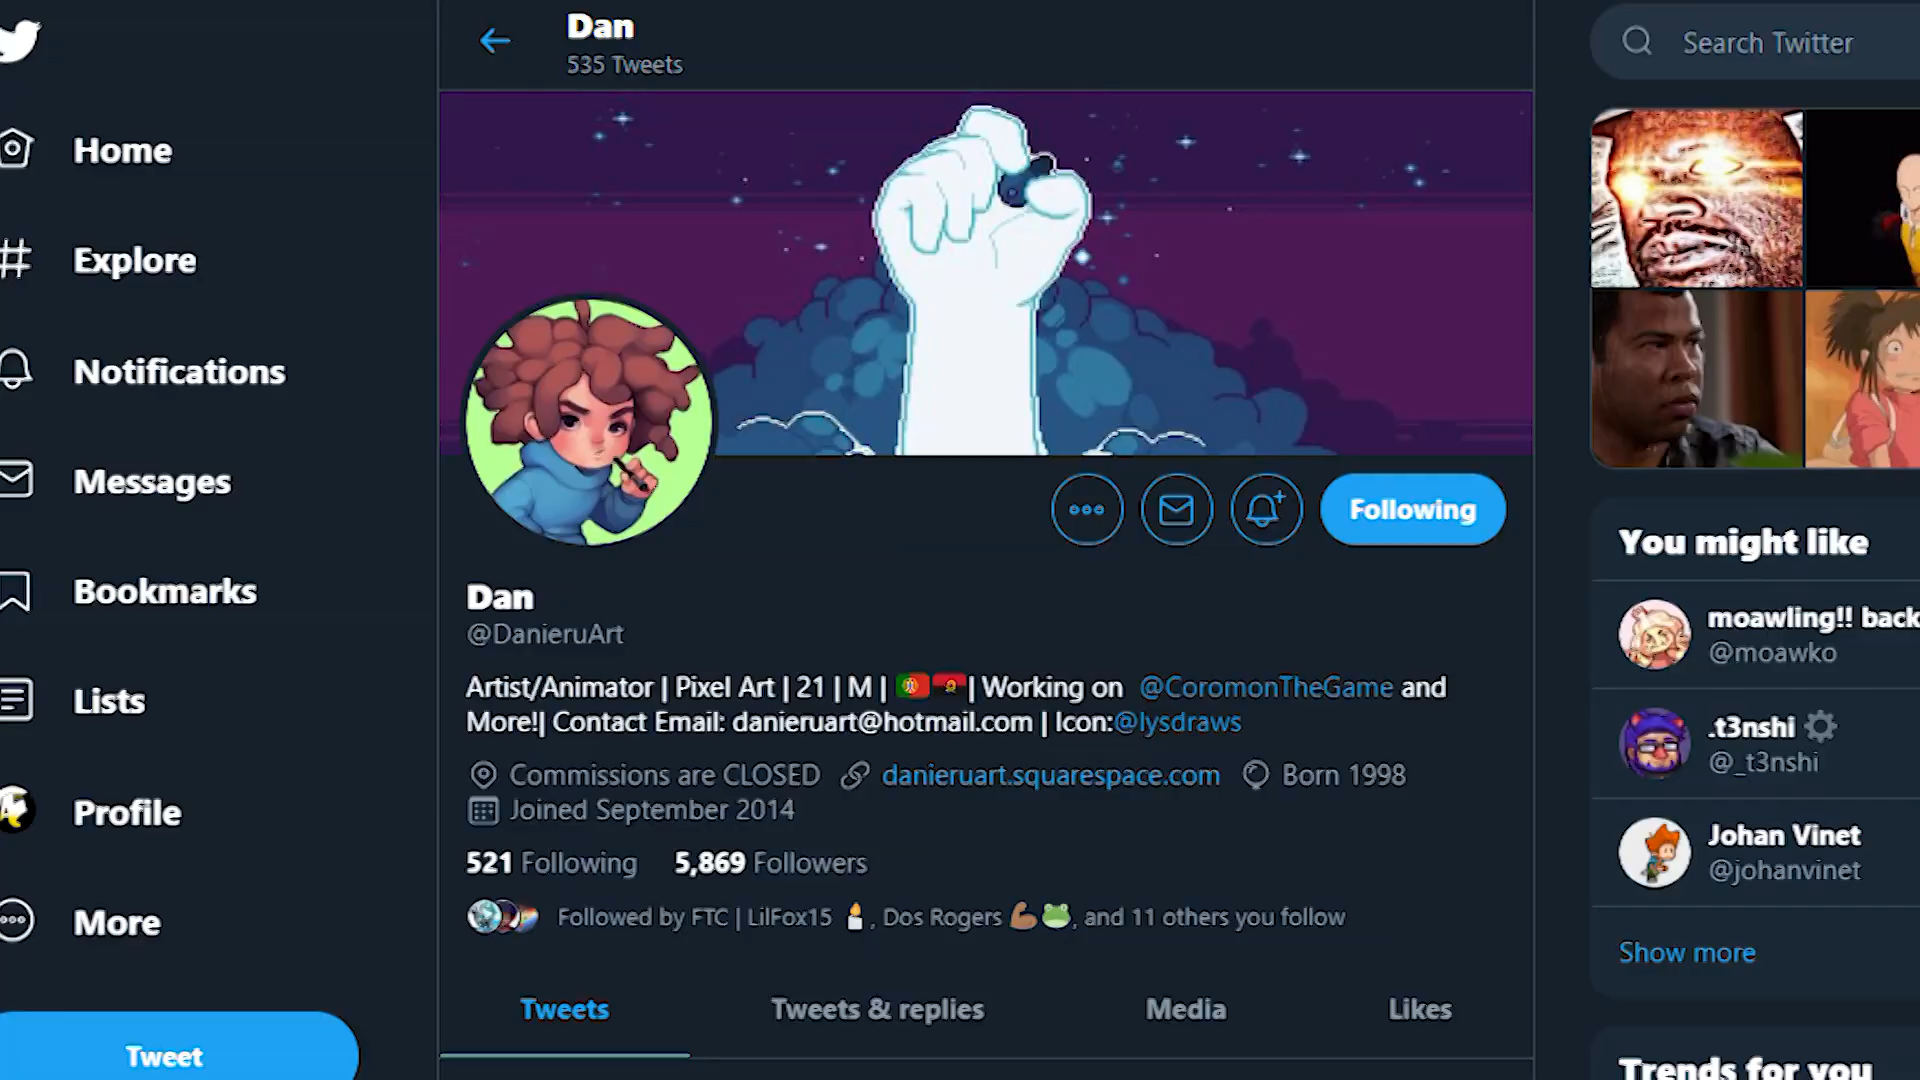 Dan
535 Tweets
Search Twitter
Home
Explore
Notifications
Messages
Bookmarks
Lists
Profile
More
Tweet
Following
Dan
@DanieruArt
Artist/Animator | Pixel Art | 21 | M | 🇵🇹🇦🇴| Working on @CoromonTheGame and
More!| Contact Email: danieruart@hotmail.com | Icon:@lysdraws
Commissions are CLOSED danieruart.squarespace.com Born 1998
Joined September 2014
521 Following 5,869 Followers
Followed by FTC | LilFox15 🕯, Dos Rogers 💪🏾🐸, and 11 others you follow
Tweets Tweets & replies Media Likes
You might like
moawling!! back
@moawko
.t3nshi
@_t3nshi
Johan Vinet
@johanvinet
Show more
Trends for you